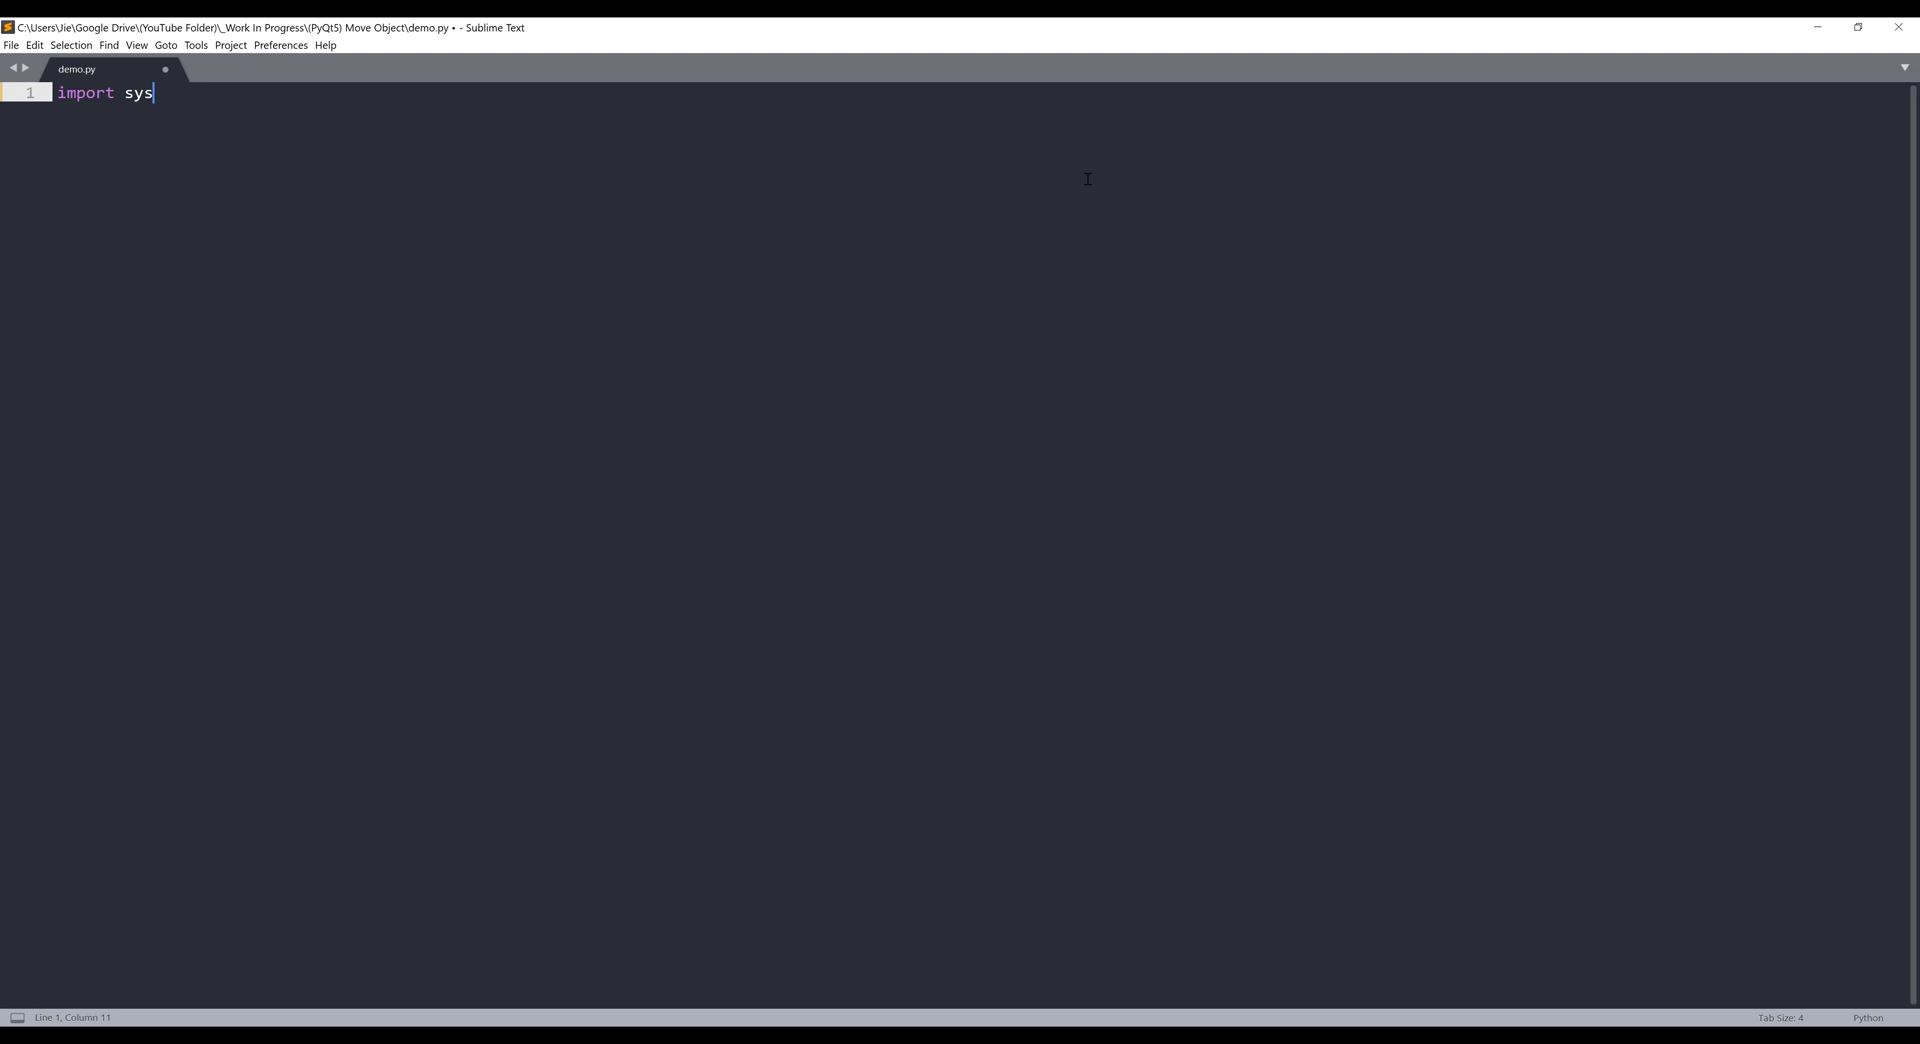 C:\Users\Jie\Google Drive\(YouTube Folder)\_Work In Progress\(PyQt5) Move Object\demo.py • - Sublime Text
File Edit Selection Find View Goto Tools Project Preferences Help
demo.py
1 import sys
Line 1, Column 11 Tab Size: 4 Python